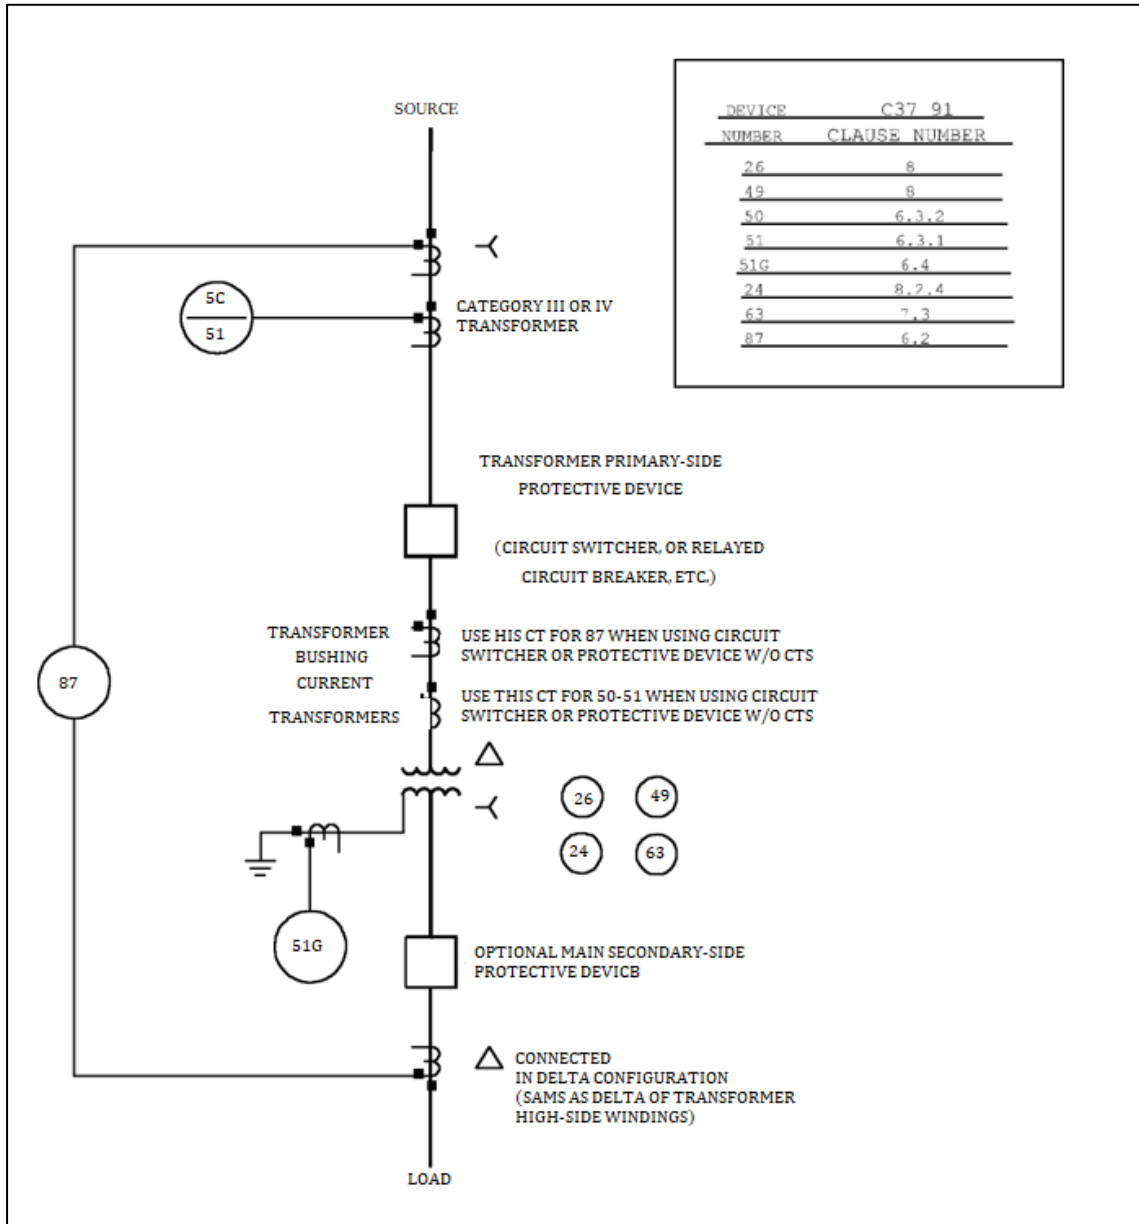 SOURCE
DEVICE C37 91
NUMBER CLAUSE NUMBER
26 8
49 8
50 6.3.2
51 6.3.1
51G 6.4
24 8.2.4
63 7.3
87 6.2
5C
51
CATEGORY III OR IV
TRANSFORMER
TRANSFORMER PRIMARY-SIDE
PROTECTIVE DEVICE
(CIRCUIT SWITCHER, OR RELAYED
CIRCUIT BREAKER, ETC.)
TRANSFORMER
BUSHING
CURRENT
TRANSFORMERS
USE HIS CT FOR 87 WHEN USING CIRCUIT
SWITCHER OR PROTECTIVE DEVICE W/O CTS
USE THIS CT FOR 50-51 WHEN USING CIRCUIT
SWITCHER OR PROTECTIVE DEVICE W/O CTS
87
26
49
24
63
51G
OPTIONAL MAIN SECONDARY-SIDE
PROTECTIVE DEVICB
CONNECTED
IN DELTA CONFIGURATION
(SAMS AS DELTA OF TRANSFORMER
HIGH-SIDE WINDINGS)
LOAD